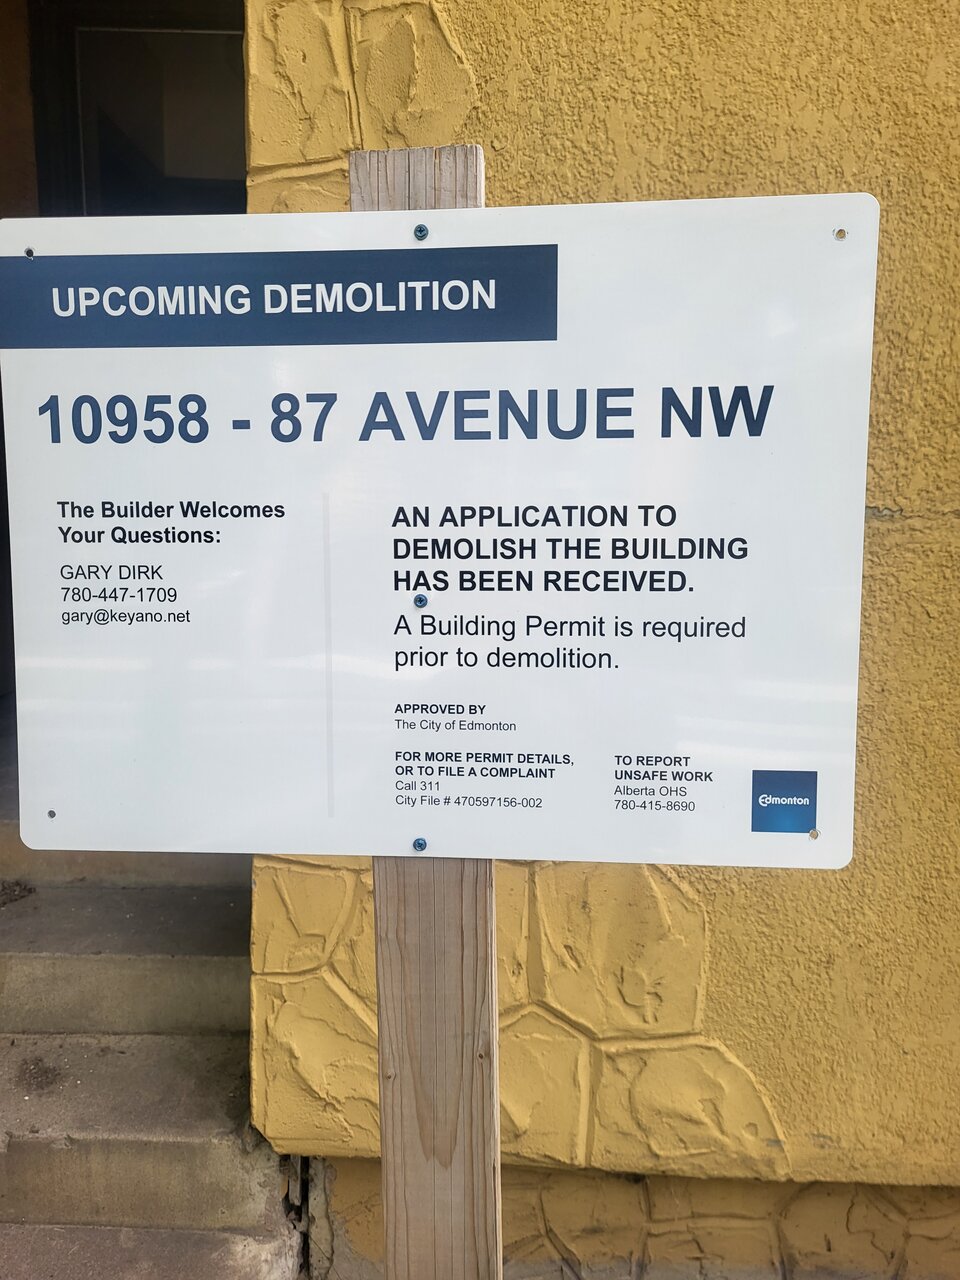 UPCOMING DEMOLITION
10958 - 87 AVENUE NW
The Builder Welcomes
Your Questions:
GARY DIRK
780-447-1709
gary@keyano.net
AN APPLICATION TO
DEMOLISH THE BUILDING
HAS BEEN RECEIVED.
A Building Permit is required
prior to demolition.
APPROVED BY
The City of Edmonton
FOR MORE PERMIT DETAILS,
OR TO FILE A COMPLAINT
Call 311
City File # 470597156-002
TO REPORT
UNSAFE WORK
Alberta OHS
780-415-8690
Edmonton